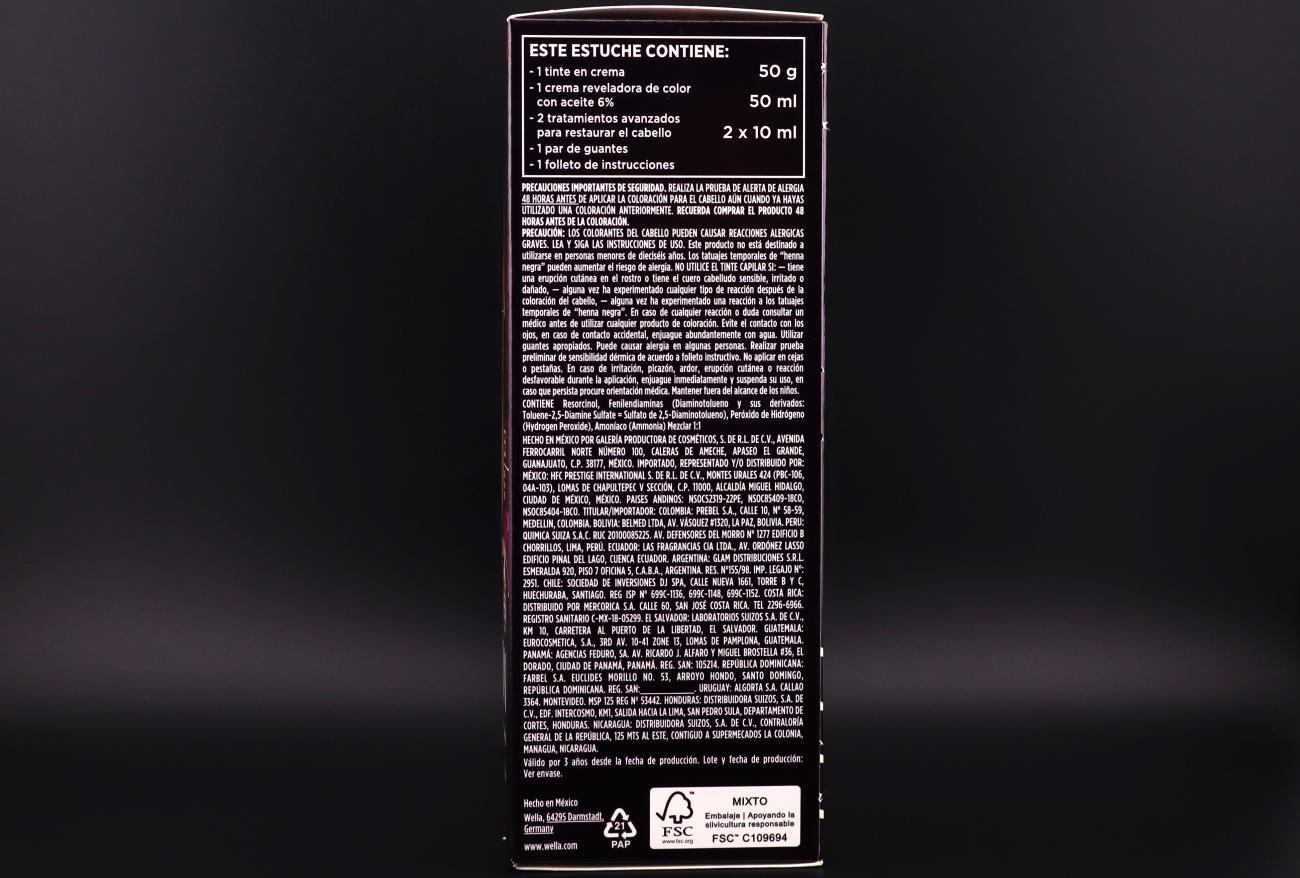 ESTE ESTUCHE CONTIENE:
- 1 tinte en crema 50 g
- 1 crema reveladora de color
con aceite 6% 50 ml
- 2 tratamientos avanzados
para restaurar el cabello 2 x 10 ml
- 1 par de guantes
- 1 folleto de instrucciones
PRECAUCIONES IMPORTANTES DE SEGURIDAD. REALIZA LA PRUEBA DE ALERTA DE ALERGIA
48 HORAS ANTES DE APLICAR LA COLORACIÓN PARA EL CABELLO AÚN CUANDO YA HAYAS
UTILIZADO UNA COLORACIÓN ANTERIORMENTE. RECUERDA COMPRAR EL PRODUCTO 48
HORAS ANTES DE LA COLORACIÓN.
PRECAUCIÓN: LOS COLORANTES DEL CABELLO PUEDEN CAUSAR REACCIONES ALERGICAS
GRAVES. LEA Y SIGA LAS INSTRUCCIONES DE USO. Este producto no está destinado a
utilizarse en personas menores de dieciséis años. Los tatuajes temporales de "henna
negra" pueden aumentar el riesgo de alergia. NO UTILICE EL TINTE CAPILAR SI: — tiene
una erupción cutánea en el rostro o tiene el cuero cabelludo sensible, irritado o
dañado, — alguna vez ha experimentado cualquier tipo de reacción después de la
coloración del cabello, — alguna vez ha experimentado una reacción a los tatuajes
temporales de "henna negra". En caso de cualquier reacción o duda consultar un
médico antes de utilizar cualquier producto de coloración. Evite el contacto con los
ojos, en caso de contacto accidental, enjuague abundantemente con agua. Utilizar
guantes apropiados. Puede causar alergia en algunas personas. Realizar prueba
preliminar de sensibilidad dérmica de acuerdo a folleto instructivo. No aplicar en cejas
o pestañas. En caso de irritación, picazón, ardor, erupción cutánea o reacción
desfavorable durante la aplicación, enjuague inmediatamente y suspenda su uso, en
caso que persista procure orientación médica. Mantener fuera del alcance de los niños.
CONTIENE Resorcinol, Fenilendiaminas (Diaminotolueno y sus derivados:
Toluene-2,5-Diamine Sulfate = Sulfato de 2,5-Diaminotolueno), Peróxido de Hidrógeno
(Hydrogen Peroxide), Amoníaco (Ammonia) Mezclar 1:1
HECHO EN MÉXICO POR GALERÍA PRODUCTORA DE COSMÉTICOS, S. DE R.L. DE C.V., AVENIDA
FERROCARRIL NORTE NÚMERO 100, CALERAS DE AMECHE, APASEO EL GRANDE,
GUANAJUATO, C.P. 38177, MÉXICO. IMPORTADO, REPRESENTADO Y/O DISTRIBUIDO POR:
MÉXICO: HFC PRESTIGE INTERNATIONAL S. DE R.L. DE C.V., MONTES URALES 424 (PBC-106,
04A-103), LOMAS DE CHAPULTEPEC V SECCIÓN, C.P. 11000, ALCALDÍA MIGUEL HIDALGO,
CIUDAD DE MÉXICO, MÉXICO. PAISES ANDINOS: NSOC52319-22PE, NSOC85409-18CO,
NSOC85404-18CO. TITULAR/IMPORTADOR: COLOMBIA: PREBEL S.A., CALLE 10, N° 58-59,
MEDELLIN, COLOMBIA. BOLIVIA: BELMED LTDA, AV. VÁSQUEZ #1320, LA PAZ, BOLIVIA. PERU:
QUIMICA SUIZA S.A.C. RUC 20100085225. AV. DEFENSORES DEL MORRO N° 1277 EDIFICIO B
CHORRILLOS, LIMA, PERÚ. ECUADOR: LAS FRAGRANCIAS CIA LTDA., AV. ORDÓNEZ LASSO
EDIFICIO PINAL DEL LAGO, CUENCA ECUADOR. ARGENTINA: GLAM DISTRIBUCIONES S.R.L.
ESMERALDA 920, PISO 7 OFICINA 5, C.A.B.A., ARGENTINA. RES. N°155/98. IMP. LEGAJO N°:
2951. CHILE: SOCIEDAD DE INVERSIONES DJ SPA, CALLE NUEVA 1661, TORRE B Y C,
HUECHURABA, SANTIAGO. REG ISP N° 699C-1136, 699C-1148, 699C-1152. COSTA RICA:
DISTRIBUIDO POR MERCORICA S.A. CALLE 60, SAN JOSÉ COSTA RICA. TEL 2296-6966.
REGISTRO SANITARIO C-MX-18-05299. EL SALVADOR: LABORATORIOS SUIZOS S.A. DE C.V.,
KM 10, CARRETERA AL PUERTO DE LA LIBERTAD, EL SALVADOR. GUATEMALA:
EUROCOSMETICA, S.A., 3RD AV. 10-41 ZONE 13, LOMAS DE PAMPLONA, GUATEMALA.
PANAMÁ: AGENCIAS FEDURO, SA. AV. RICARDO J. ALFARO Y MIGUEL BROSTELLA #36, EL
DORADO, CIUDAD DE PANAMÁ, PANAMÁ. REG. SAN: 105214. REPÚBLICA DOMINICANA:
FARBEL S.A. EUCLIDES MORILLO NO. 53, ARROYO HONDO, SANTO DOMINGO,
REPÚBLICA DOMINICANA. REG. SAN:__________. URUGUAY: ALGORTA S.A. CALLAO
3364. MONTEVIDEO. MSP 125 REG N° 53442. HONDURAS: DISTRIBUIDORA SUIZOS, S.A. DE
C.V., EDF. INTERCOSMO, KM1, SALIDA HACIA LA LIMA, SAN PEDRO SULA, DEPARTAMENTO DE
CORTES, HONDURAS. NICARAGUA: DISTRIBUIDORA SUIZOS, S.A. DE C.V., CONTRALORÍA
GENERAL DE LA REPÚBLICA, 125 MTS AL ESTE, CONTIGUO A SUPERMECADOS LA COLONIA,
MANAGUA, NICARAGUA.
Válido por 3 años desde la fecha de producción. Lote y fecha de producción:
Ver envase.
Hecho en México
Wella, 64295 Darmstadt,
Germany
www.wella.com
21
PAP
FSC
www.fsc.org
MIXTO
Embalaje | Apoyando la
silvicultura responsable
FSC™ C109694